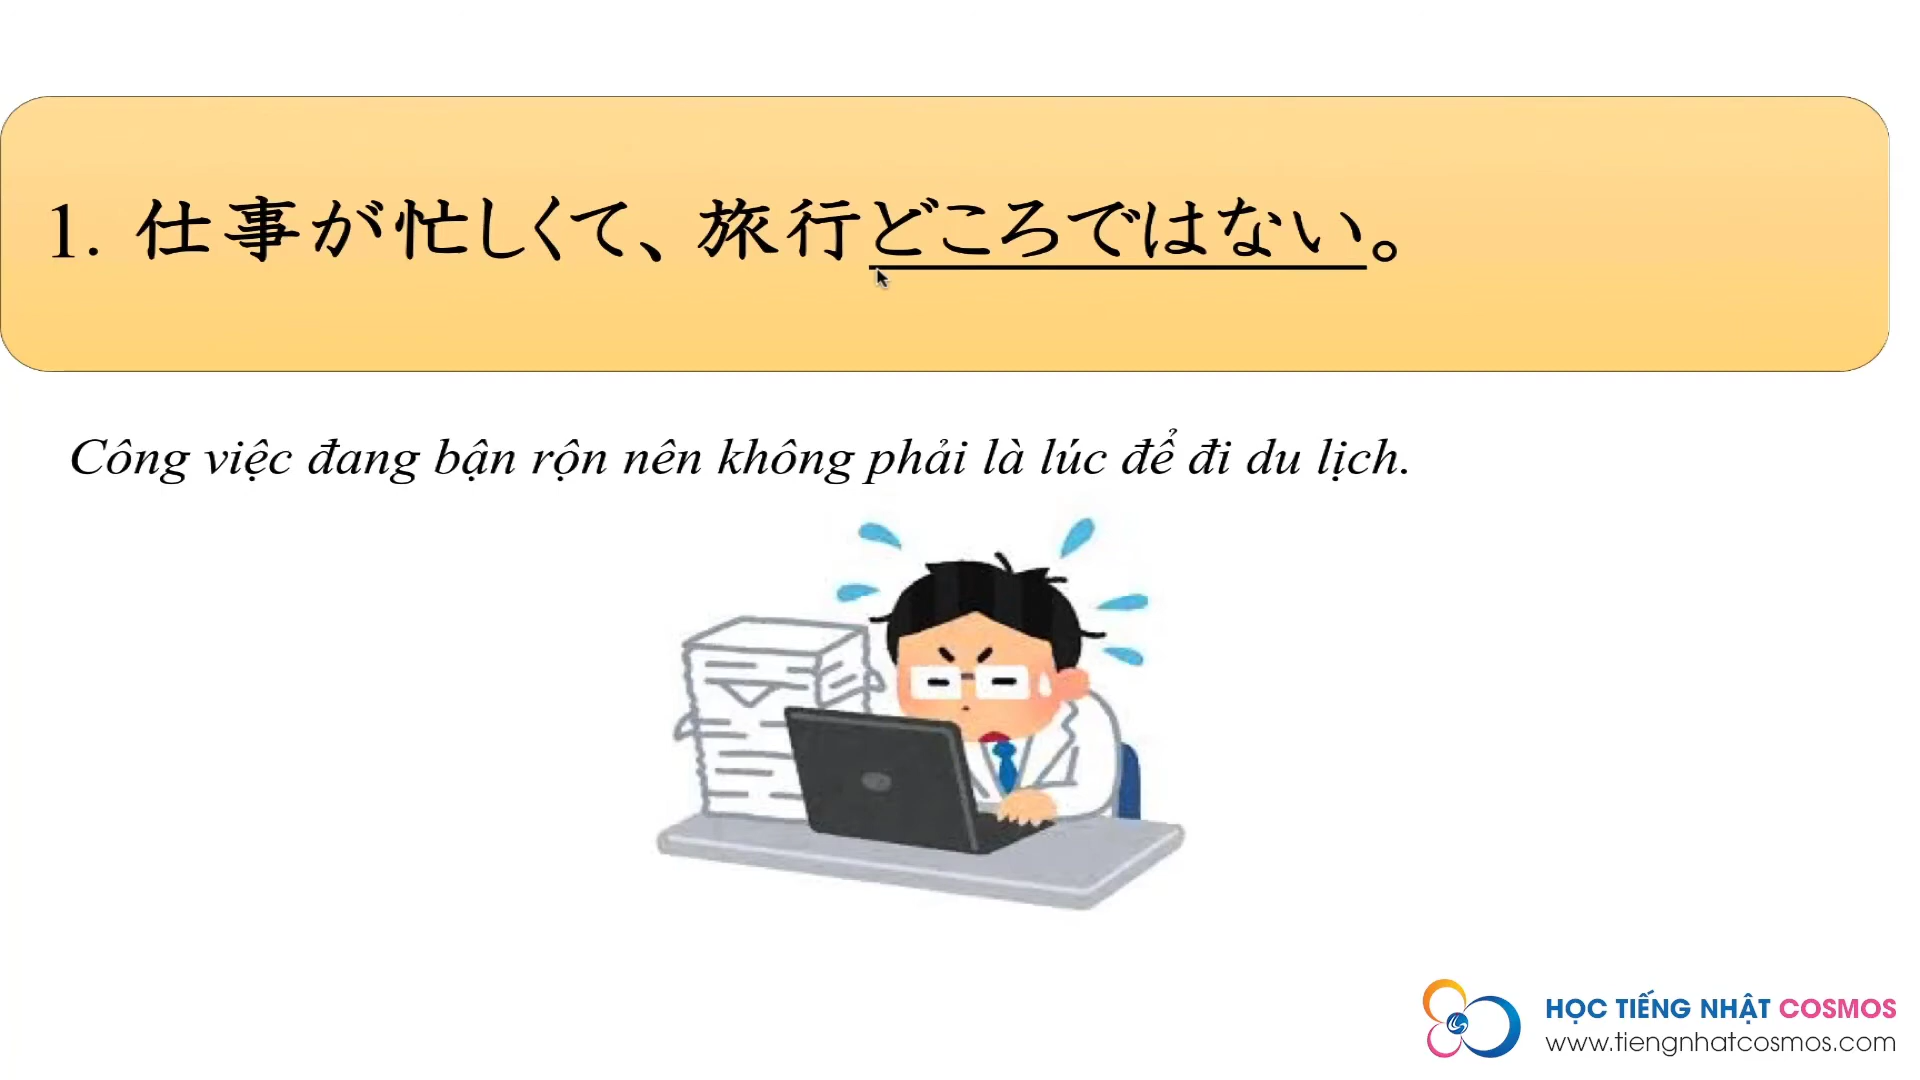 1. 仕事が忙しくて、旅行どころではない。
Công việc đang bận rộn nên không phải là lúc để đi du lịch.
HỌC TIẾNG NHẬT COSMOS
www.tiengnhatcosmos.com